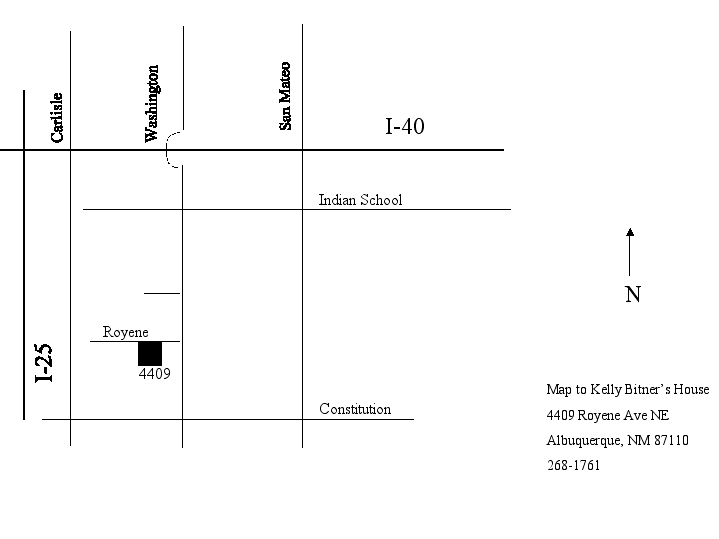 Carlisle
Washington
San Mateo
I-40
Indian School
N
Royene
I-25
4409
Constitution
Map to Kelly Bitner's House
4409 Royene Ave NE
Albuquerque, NM 87110
268-1761